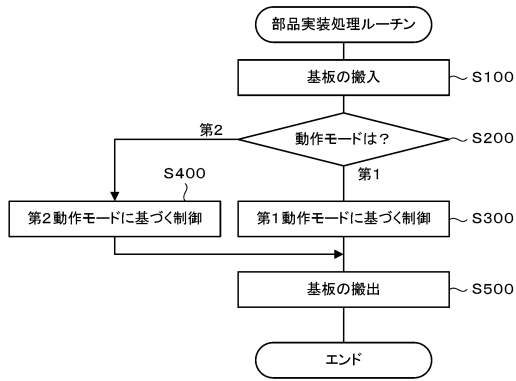 部品実装処理ルーチン
基板の搬入
S100
動作モードは？
S200
第2
第1
S400
第2動作モードに基づく制御
第1動作モードに基づく制御
S300
基板の搬出
S500
エンド